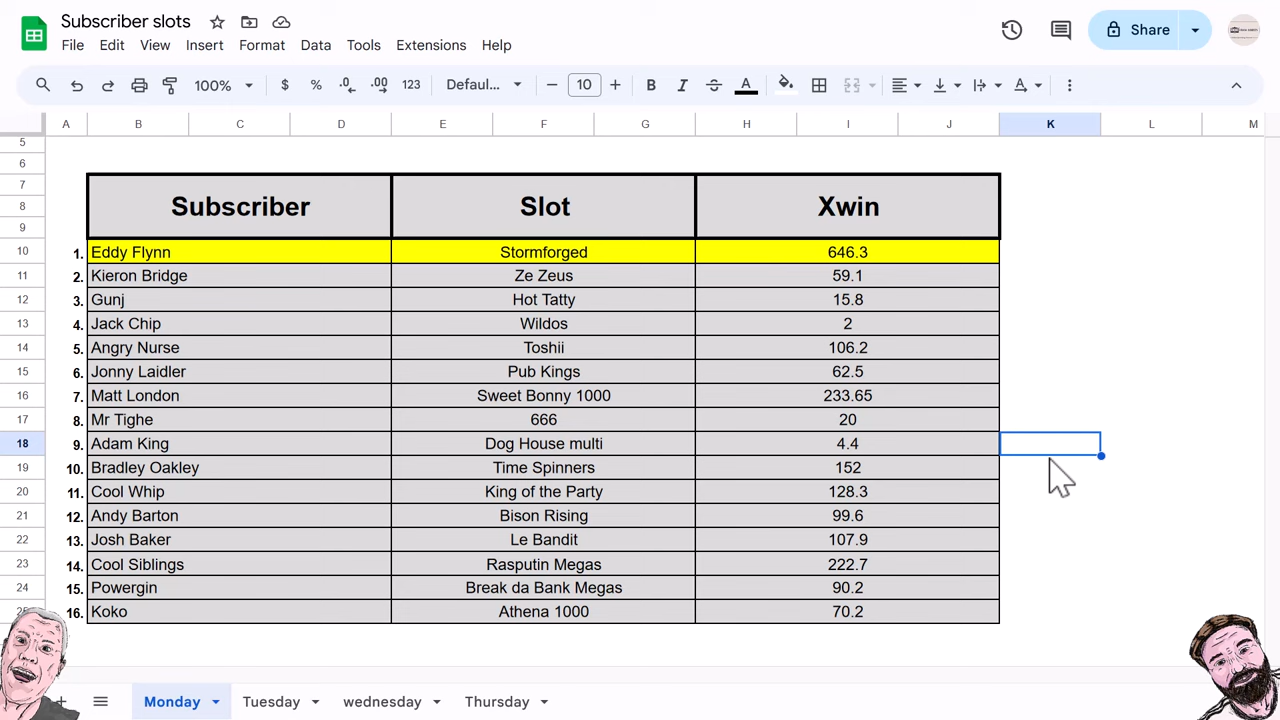 Subscriber slots
File Edit View Insert Format Data Tools Extensions Help
Share
100% $ % .0 .00 123 Defaul... 10 B I A
A B C D E F G H I J K L M
5
6
7
8
9
Subscriber Slot Xwin
10 1. Eddy Flynn Stormforged 646.3
11 2. Kieron Bridge Ze Zeus 59.1
12 3. Gunj Hot Tatty 15.8
13 4. Jack Chip Wildos 2
14 5. Angry Nurse Toshii 106.2
15 6. Jonny Laidler Pub Kings 62.5
16 7. Matt London Sweet Bonny 1000 233.65
17 8. Mr Tighe 666 20
18 9. Adam King Dog House multi 4.4
19 10. Bradley Oakley Time Spinners 152
20 11. Cool Whip King of the Party 128.3
21 12. Andy Barton Bison Rising 99.6
22 13. Josh Baker Le Bandit 107.9
23 14. Cool Siblings Rasputin Megas 222.7
24 15. Powergin Break da Bank Megas 90.2
16. Koko Athena 1000 70.2
Monday Tuesday wednesday Thursday